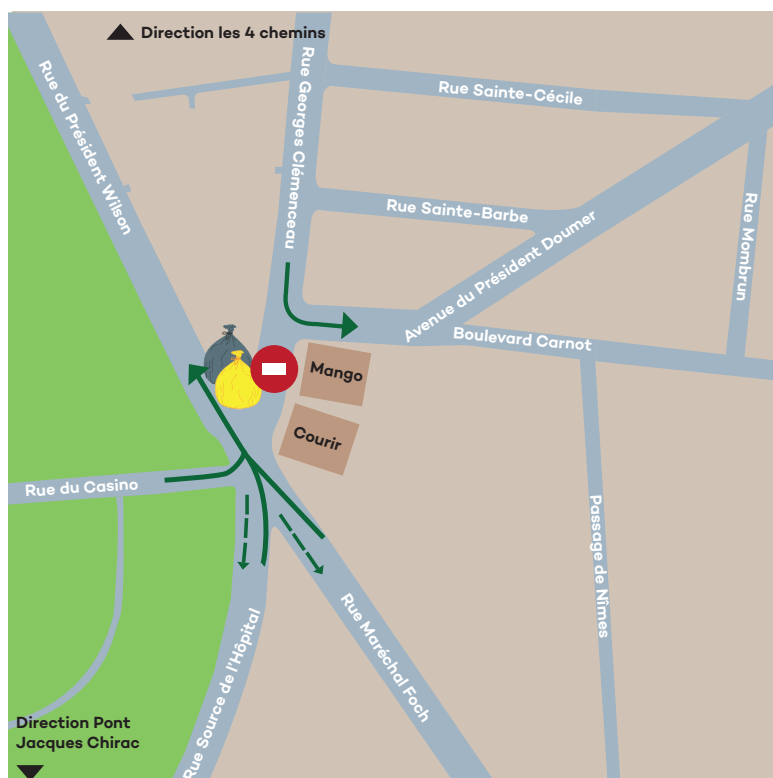 Direction les 4 chemins
Rue du Président Wilson
Rue Georges Clémenceau
Rue Sainte-Cécile
Rue Sainte-Barbe
Avenue du Président Doumer
Rue Mombrun
Boulevard Carnot
Mango
Courir
Rue du Casino
Passage de Nîmes
Rue Source de l'Hôpital
Rue Maréchal Foch
Direction Pont
Jacques Chirac